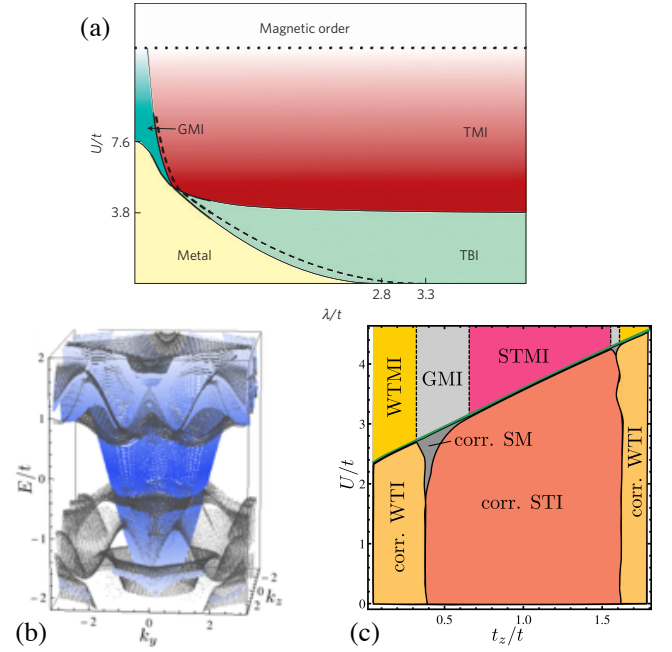 (a)
Magnetic order
U/t
GMI
TMI
7.6
3.8
Metal
TBI
2.8
3.3
λ/t
2
1
0
−1
−2
E/t
−2
0
2
k_y
−2
0
2
k_z
(b)
4
3
2
1
0
U/t
WTMI
GMI
STMI
corr. SM
corr. WTI
corr. STI
corr. WTI
0.5
1.0
1.5
t_z/t
(c)